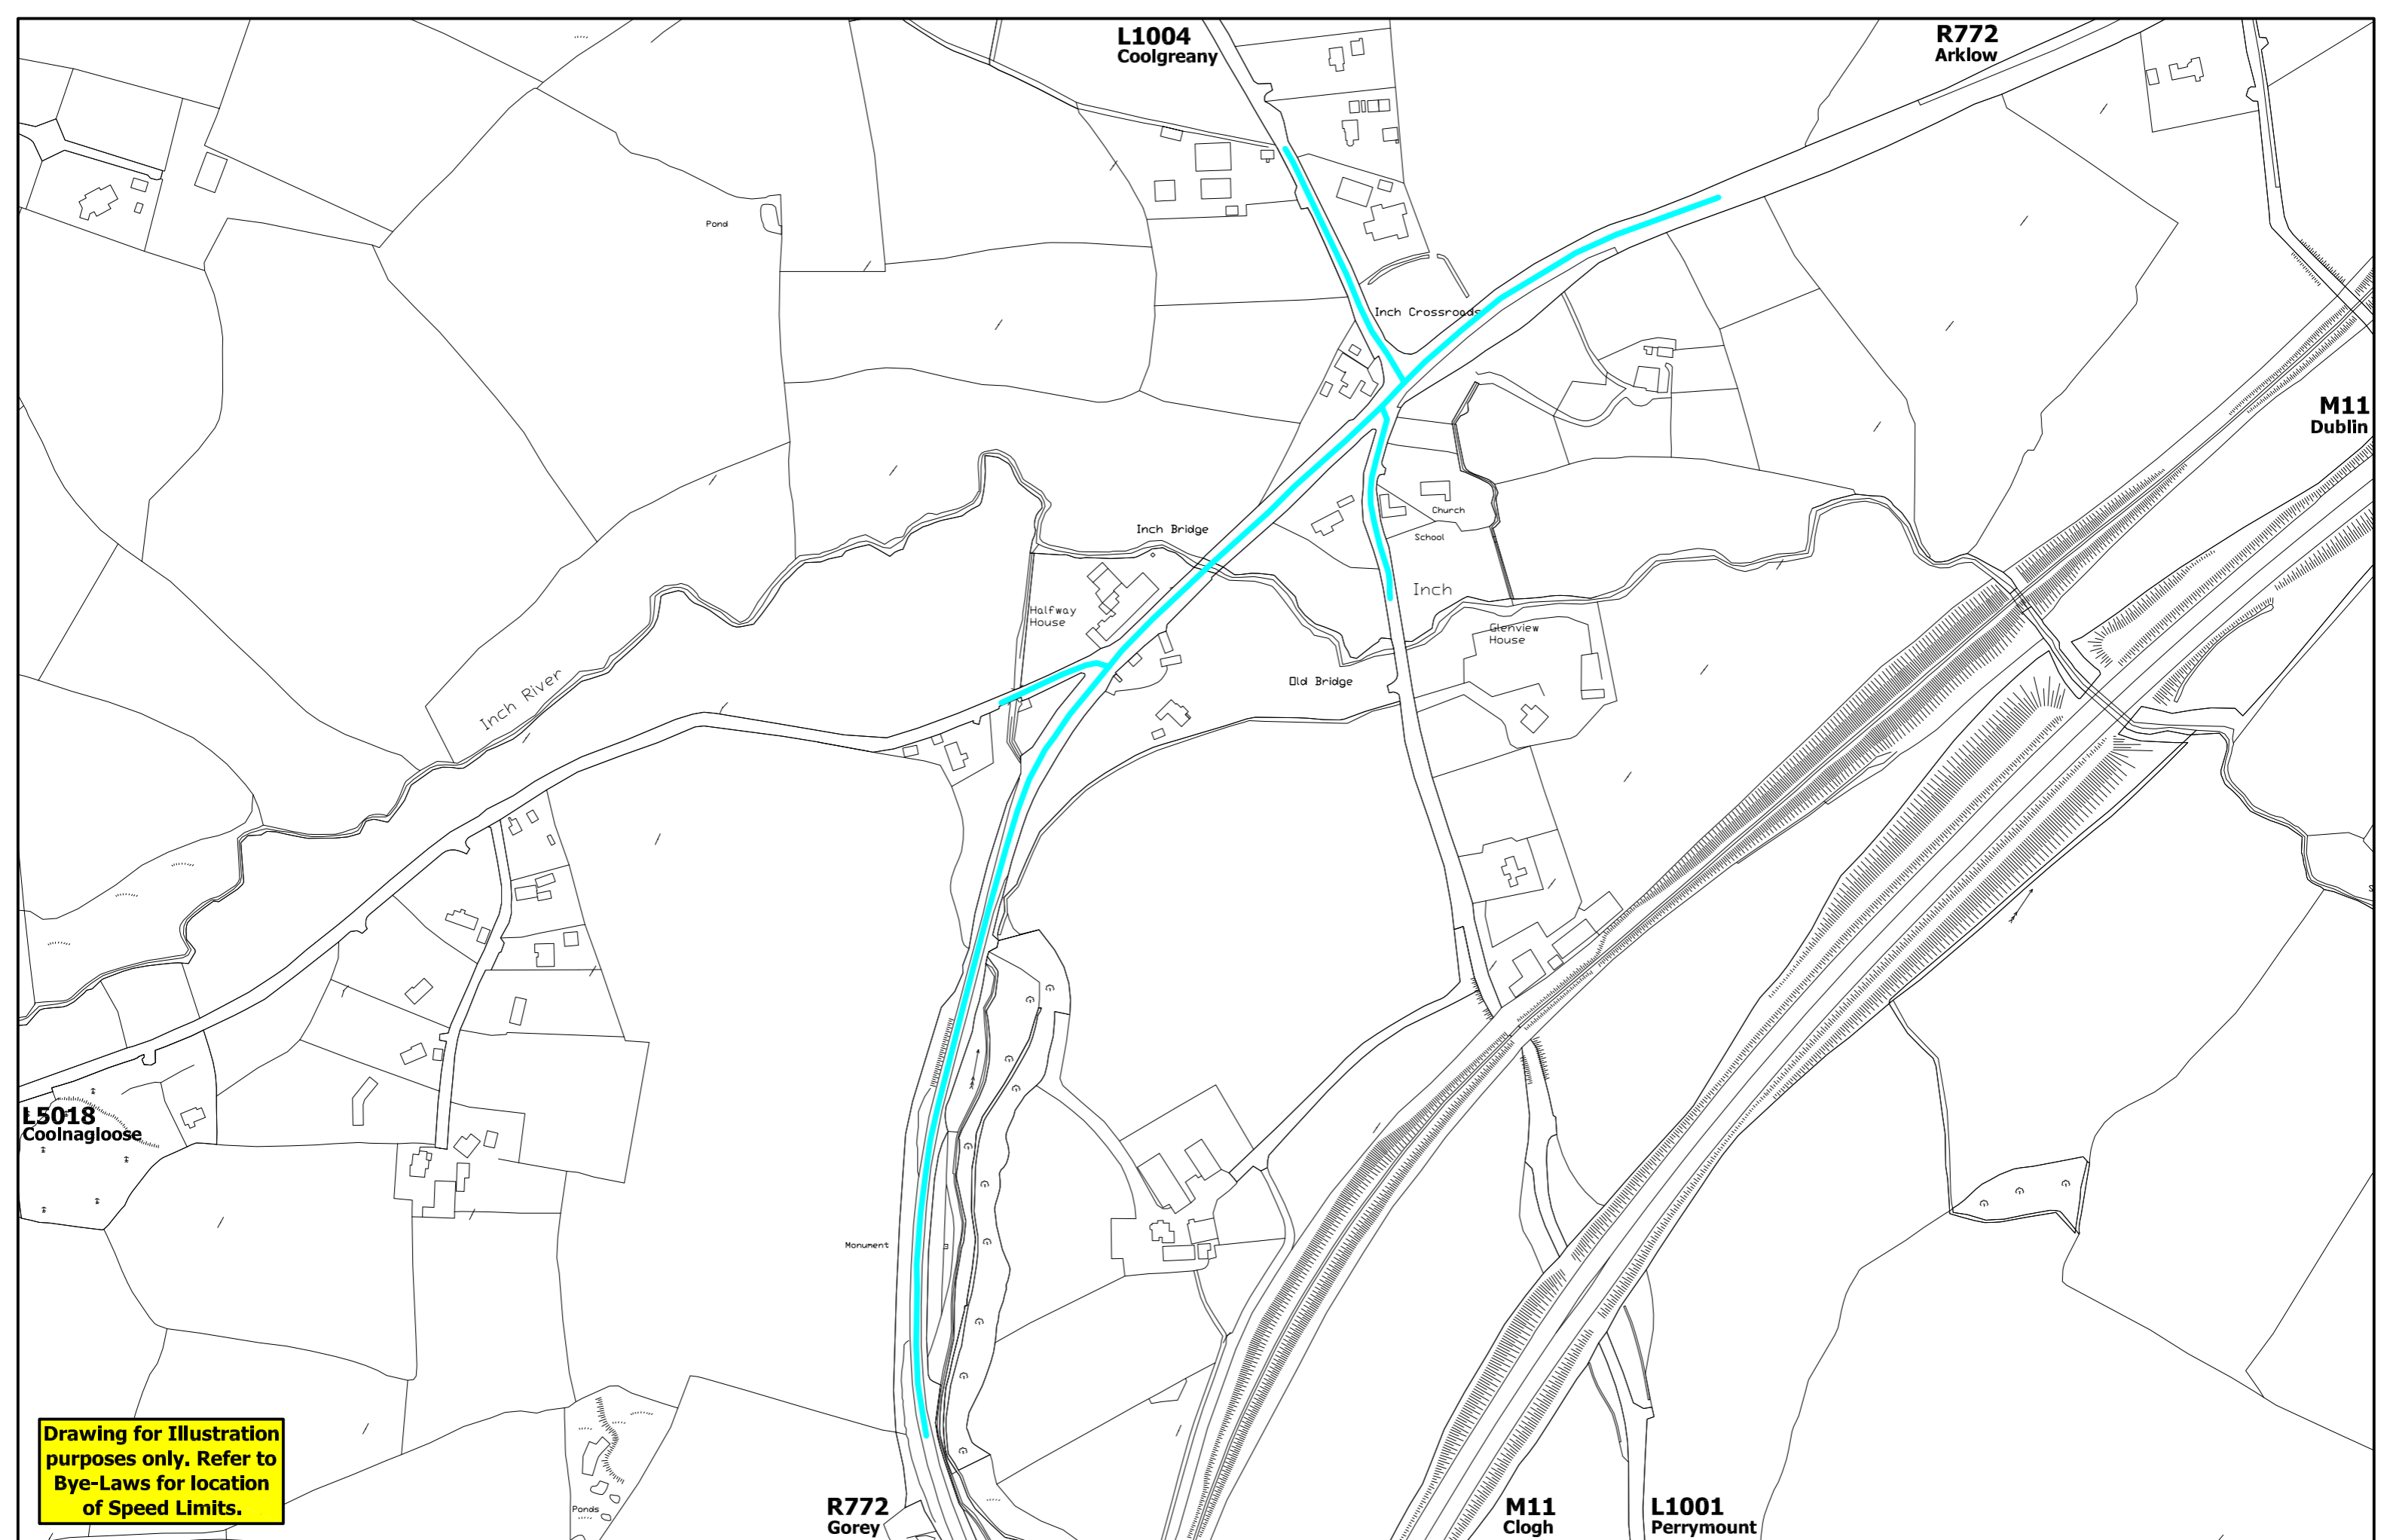 L1004
Coolgreany
R772
Arklow
Pond
Inch Crossroads
M11
Dublin
Inch Bridge
Church
School
Inch
Halfway
House
Glenview
House
Old Bridge
Inch River
L5018
Coolnagloose
Monument
Drawing for Illustration
purposes only. Refer to
Bye-Laws for location
of Speed Limits.
Ponds
R772
Gorey
M11
Clogh
L1001
Perrymount